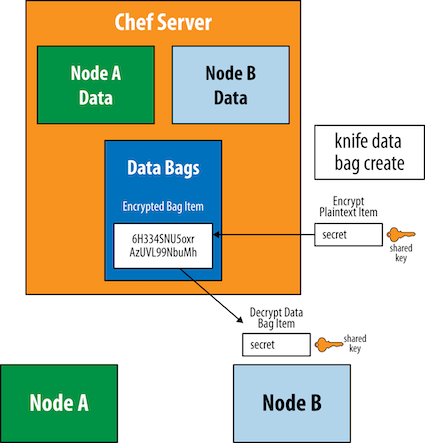 Chef Server
Node A
Data
Node B
Data
knife data
bag create
Data Bags
Encrypted Bag Item
6H334SNU5oxr
AzUVL99NbuMh
Encrypt
Plaintext Item
secret
shared
key
Decrypt Data
Bag Item
secret
shared
key
Node A
Node B